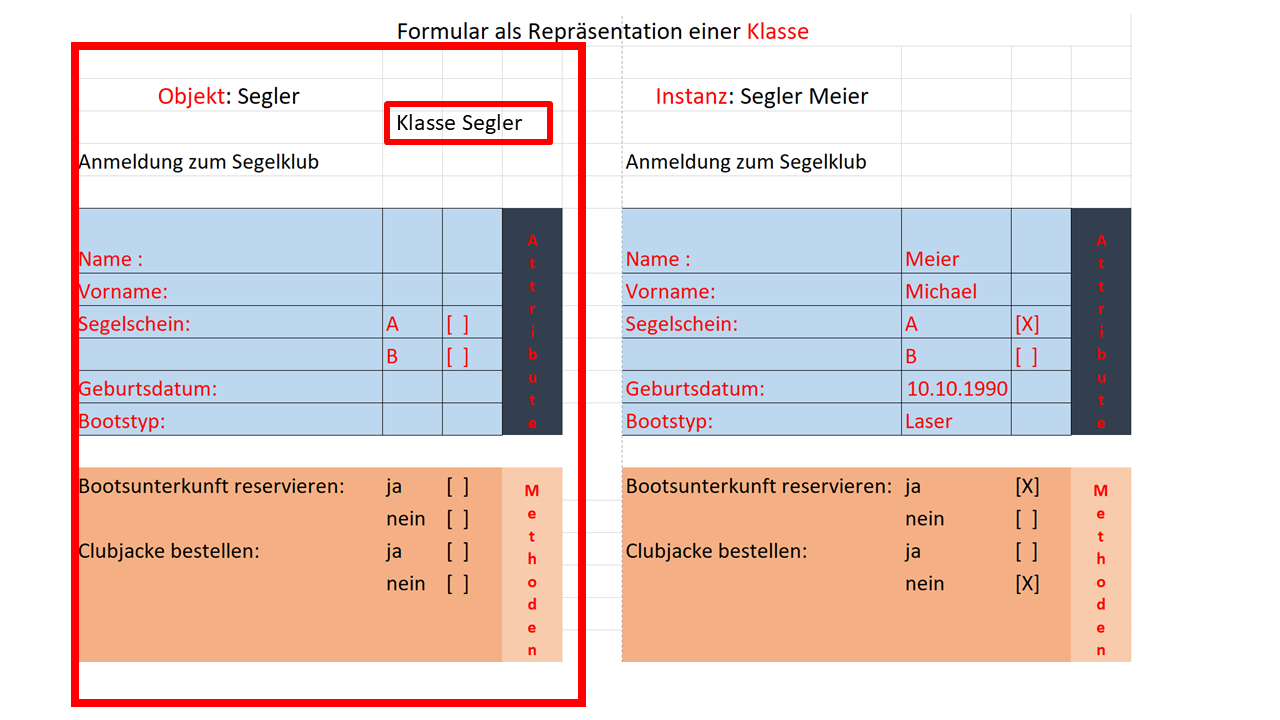 Formular als Repräsentation einer Klasse
Objekt: Segler
Klasse Segler
Anmeldung zum Segelklub
Name :
Vorname:
Segelschein: A [ ]
B [ ]
Geburtsdatum:
Bootstyp:
Attribute
Bootsunterkunft reservieren: ja [ ]
nein [ ]
Clubjacke bestellen: ja [ ]
nein [ ]
Methoden
Instanz: Segler Meier
Anmeldung zum Segelklub
Name : Meier
Vorname: Michael
Segelschein: A [X]
B [ ]
Geburtsdatum: 10.10.1990
Bootstyp: Laser
Attribute
Bootsunterkunft reservieren: ja [X]
nein [ ]
Clubjacke bestellen: ja [ ]
nein [X]
Methoden